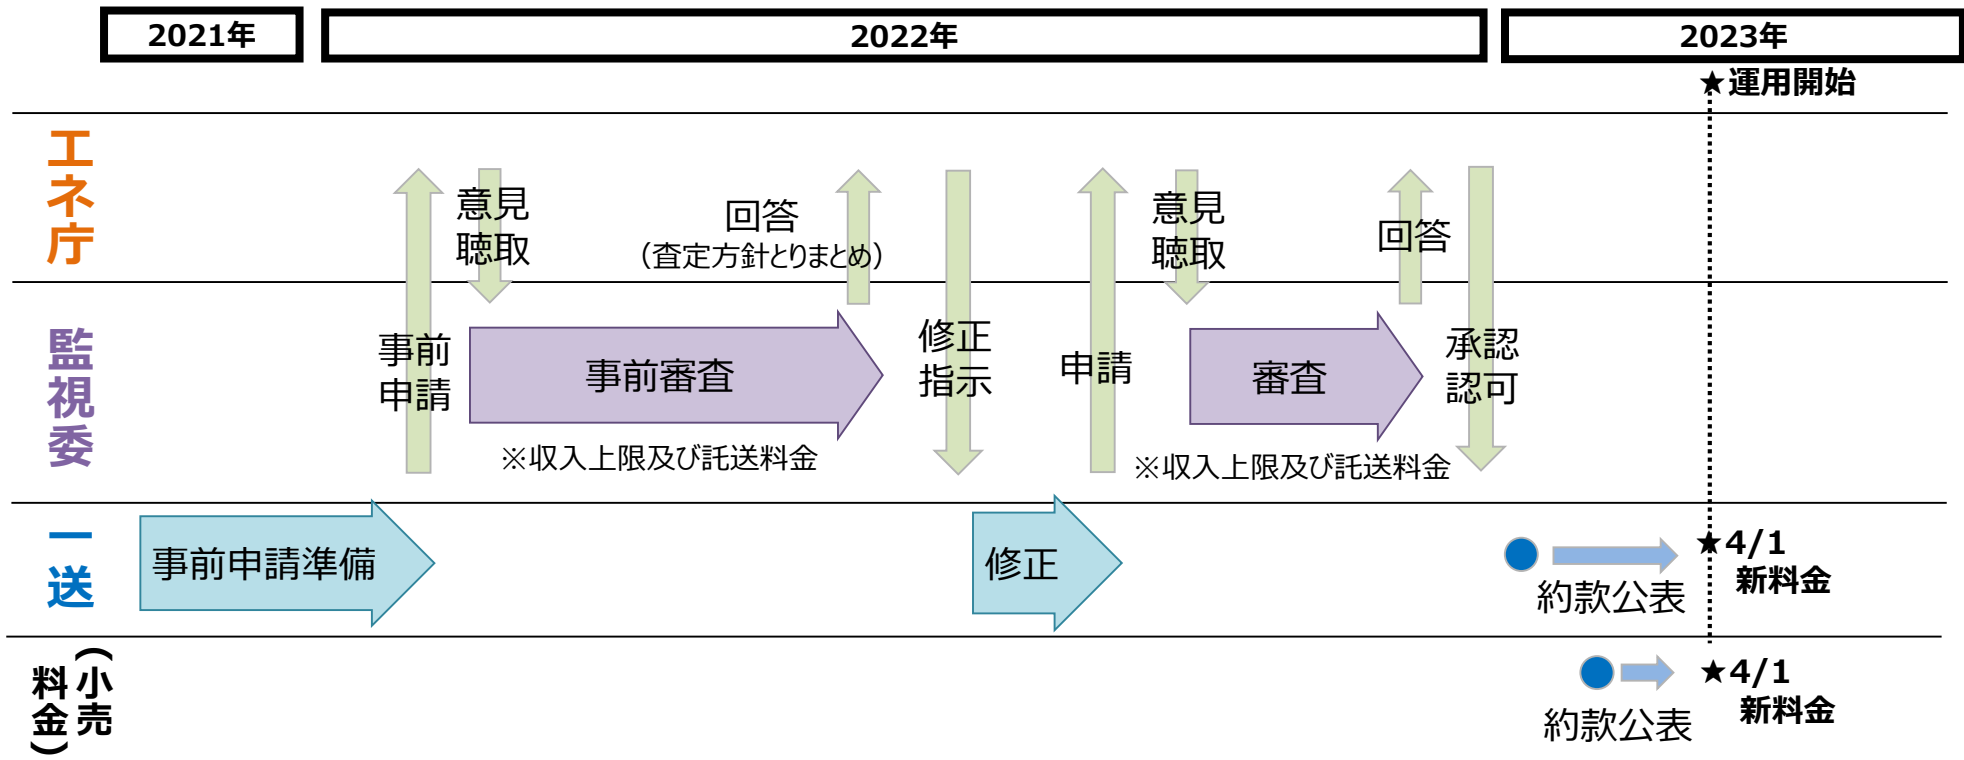 2021年
2022年
2023年
★運用開始
エネ庁
意見
聴取
回答
（査定方針とりまとめ）
意見
聴取
回答
監視委
事前
申請
事前審査
※収入上限及び託送料金
修正
指示
申請
審査
※収入上限及び託送料金
承認
認可
一送
事前申請準備
修正
約款公表
★4/1
新料金
（小売
料金）
約款公表
★4/1
新料金